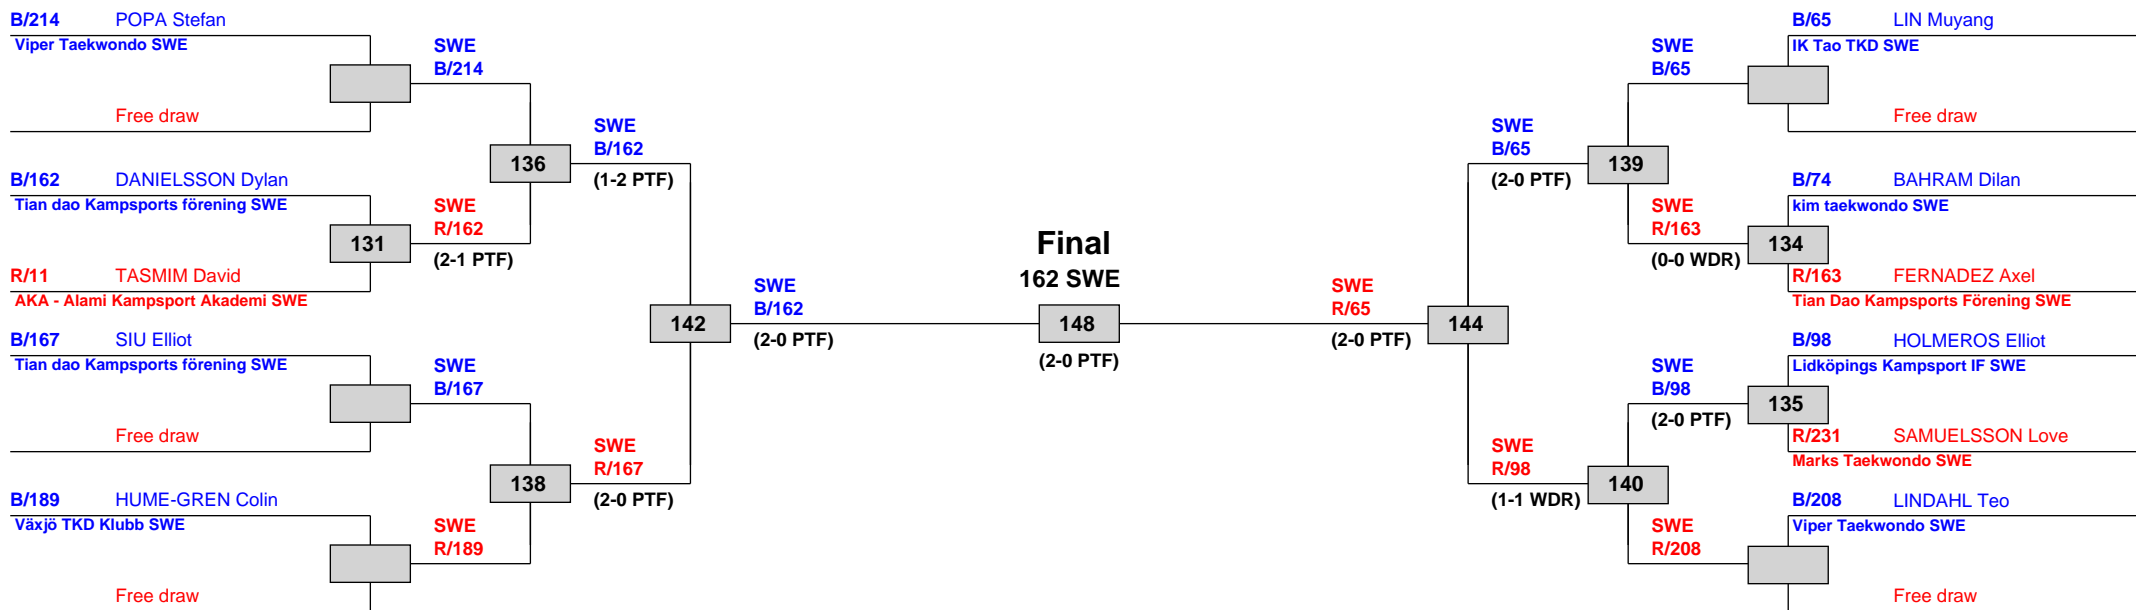 B/214 POPA Stefan
Viper Taekwondo SWE
Free draw
B/162 DANIELSSON Dylan
Tian dao Kampsports förening SWE
131
R/11 TASMIM David
AKA - Alami Kampsport Akademi SWE
B/167 SIU Elliot
Tian dao Kampsports förening SWE
Free draw
B/189 HUME-GREN Colin
Växjö TKD Klubb SWE
Free draw
SWE
B/214
136
SWE
R/162
(2-1 PTF)
SWE
B/167
138
SWE
R/189
SWE
B/162
(1-2 PTF)
142
SWE
R/167
(2-0 PTF)
SWE
B/162
(2-0 PTF)
Final
162 SWE
148
(2-0 PTF)
SWE
R/65
(2-0 PTF)
144
SWE
B/65
(2-0 PTF)
SWE
R/98
(1-1 WDR)
SWE
B/65
139
SWE
R/163
(0-0 WDR)
SWE
B/98
(2-0 PTF)
140
SWE
R/208
B/65 LIN Muyang
IK Tao TKD SWE
Free draw
B/74 BAHRAM Dilan
kim taekwondo SWE
134
R/163 FERNADEZ Axel
Tian Dao Kampsports Förening SWE
B/98 HOLMEROS Elliot
Lidköpings Kampsport IF SWE
135
R/231 SAMUELSSON Love
Marks Taekwondo SWE
B/208 LINDAHL Teo
Viper Taekwondo SWE
Free draw